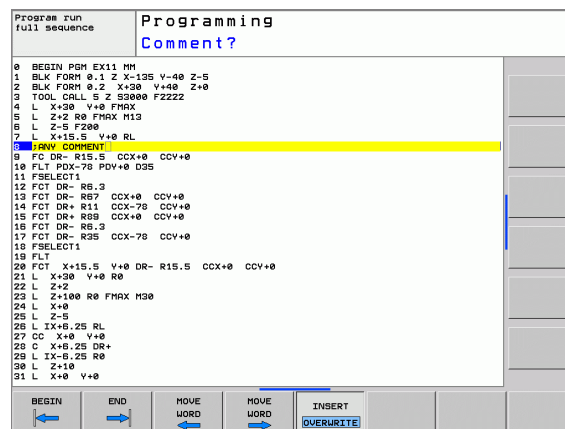 Program run
full sequence
Programming
Comment?
0 BEGIN PGM EX11 MM
1 BLK FORM 0.1 Z X-135 Y-40 Z-5
2 BLK FORM 0.2 X+30 Y+40 Z+0
3 TOOL CALL 5 Z S3000 F2222
4 L X+30 Y+0 FMAX
5 L Z+2 R0 FMAX M13
6 L Z-5 F200
7 L X+15.5 Y+0 RL
8 ;ANY COMMENT
9 FC DR- R15.5 CCX+0 CCY+0
10 FLT PDX-78 PDY+0 D35
11 FSELECT1
12 FCT DR- R6.3
13 FCT DR- R67 CCX+0 CCY+0
14 FCT DR+ R11 CCX-78 CCY+0
15 FCT DR+ R89 CCX+0 CCY+0
16 FCT DR- R6.3
17 FCT DR- R35 CCX-78 CCY+0
18 FSELECT1
19 FLT
20 FCT X+15.5 Y+0 DR- R15.5 CCX+0 CCY+0
21 L X+30 Y+0 R0
22 L Z+2
23 L Z+100 R0 FMAX M30
24 L X+0
25 L Z-5
26 L IX+6.25 RL
27 CC X+0 Y+0
28 C X+6.25 DR+
29 L IX-6.25 R0
30 L Z+10
31 L X+0 Y+0
BEGIN
END
MOVE
WORD
MOVE
WORD
INSERT
OVERWRITE